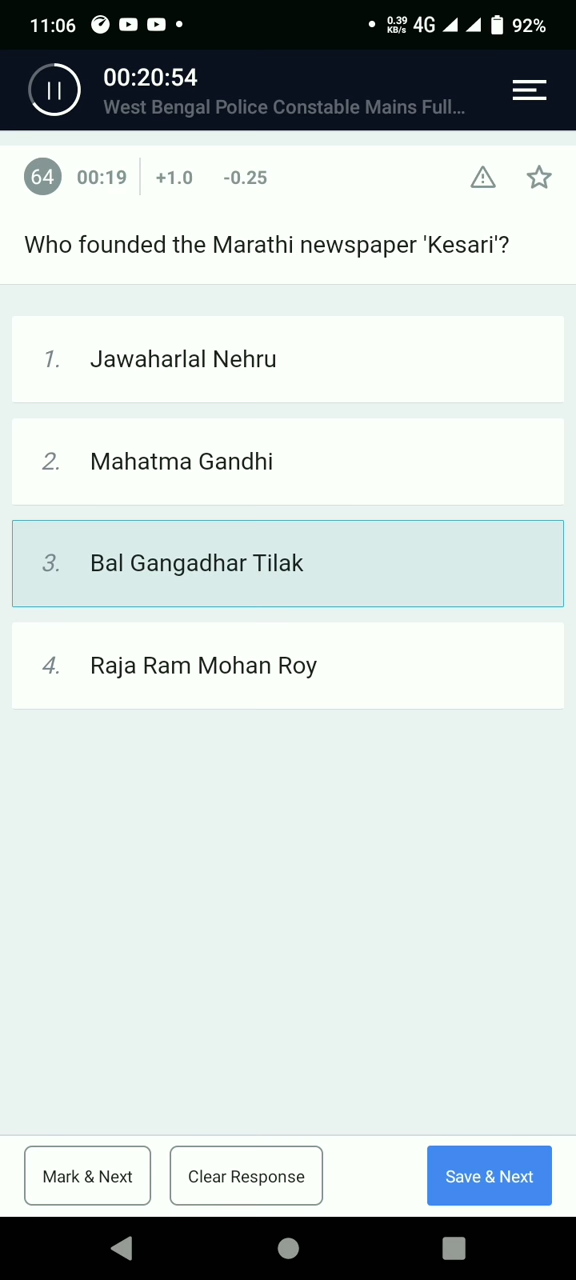 11:06
0.39 KB/s 4G 92%
00:20:54
West Bengal Police Constable Mains Full...
64 00:19 +1.0 -0.25
Who founded the Marathi newspaper 'Kesari'?
1. Jawaharlal Nehru
2. Mahatma Gandhi
3. Bal Gangadhar Tilak
4. Raja Ram Mohan Roy
Mark & Next Clear Response Save & Next